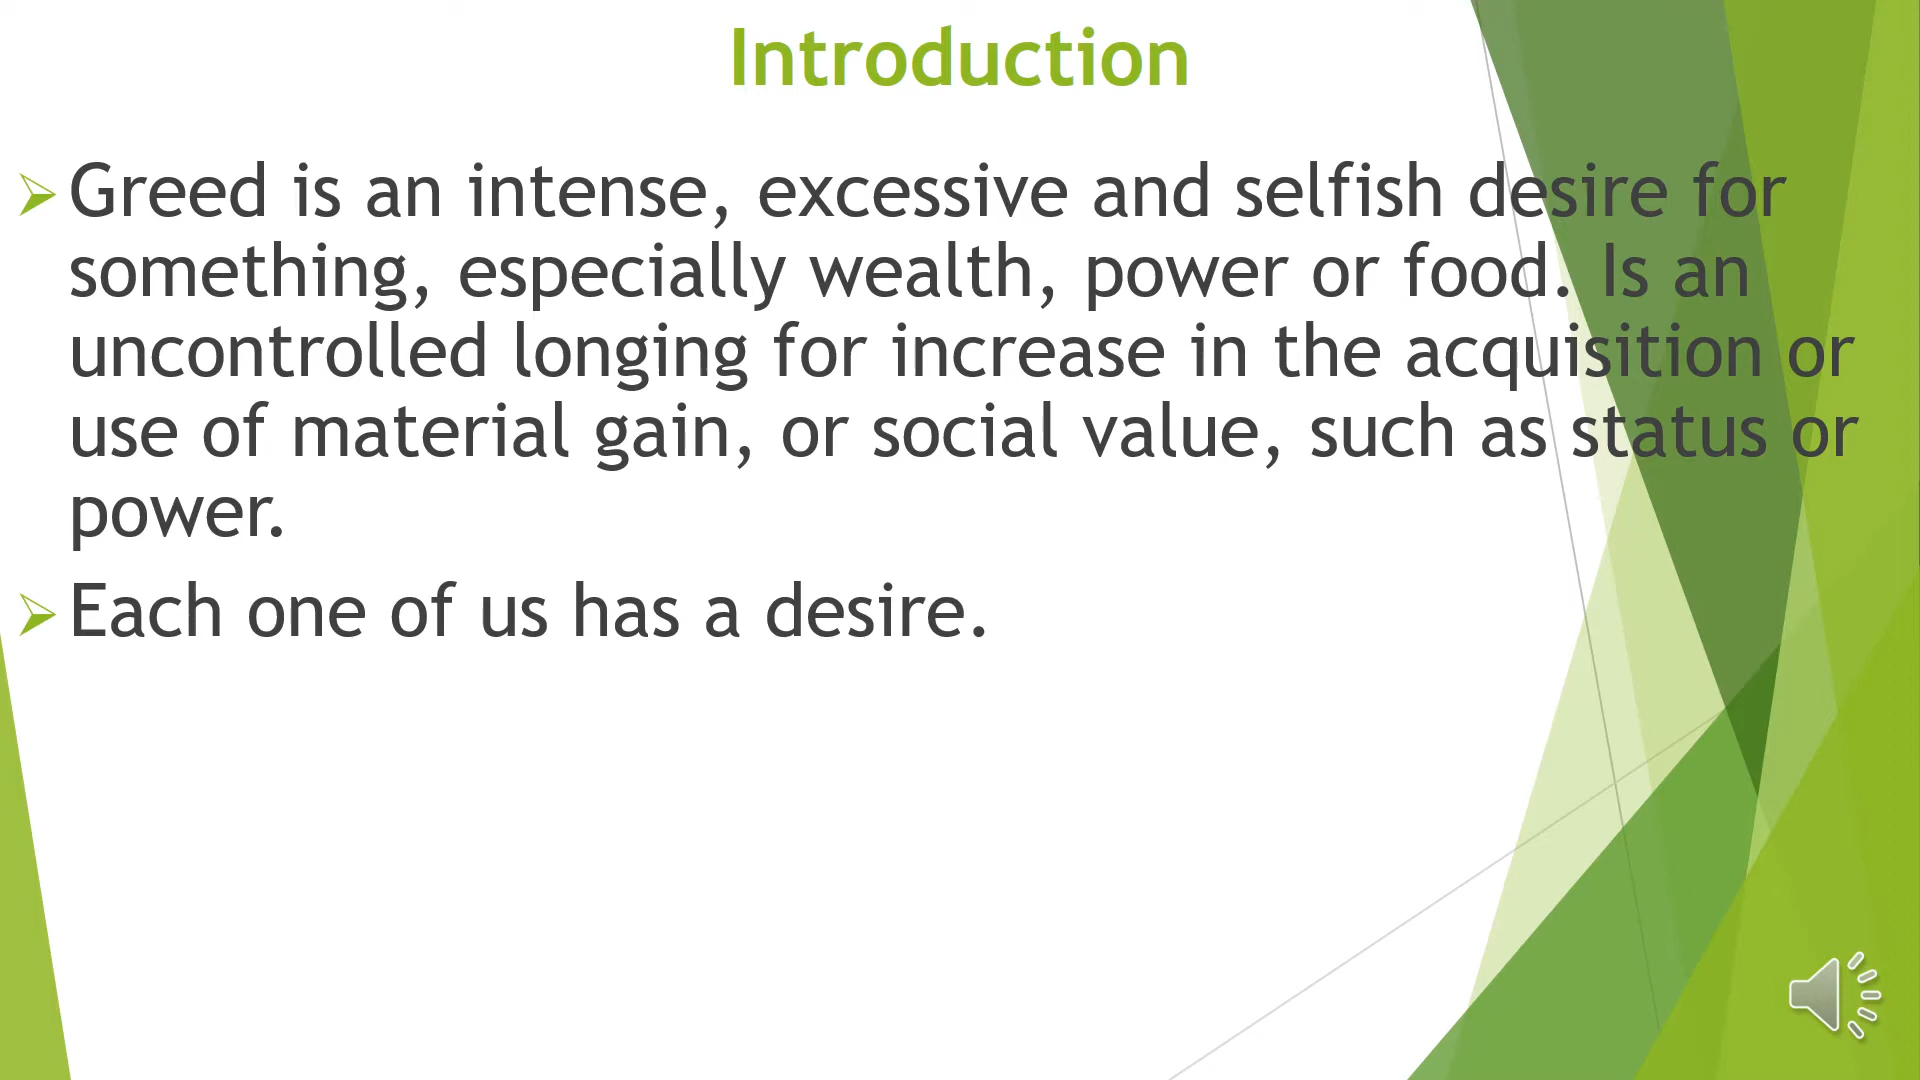 Introduction
Greed is an intense, excessive and selfish desire for
something, especially wealth, power or food. Is an
uncontrolled longing for increase in the acquisition or
use of material gain, or social value, such as status or
power.
Each one of us has a desire.